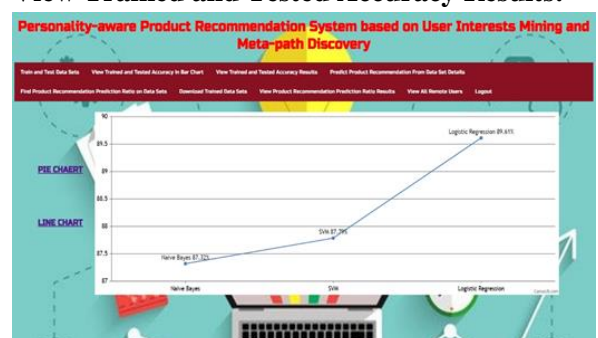 View Trained and Tested Accuracy Results:
Personality-aware Product Recommendation System based on User Interests Mining and
Meta-path Discovery
Train and Test Data Sets View Trained and Tested Accuracy in Bar Chart View Trained and Tested Accuracy Results Predict Product Recommendation From Data Set Details
Find Product Recommendation Prediction Ratio on Data Sets Download Trained Data Sets View Product Recommendation Prediction Ratio Results View All Remote Users Logout
90
Logistic Regression 89.61%
89.5
PIE CHAERT
89
88.5
LINE CHART
88
SVM 87.79%
87.5
Naive Bayes 87.32%
87
Naive Bayes SVM Logistic Regression